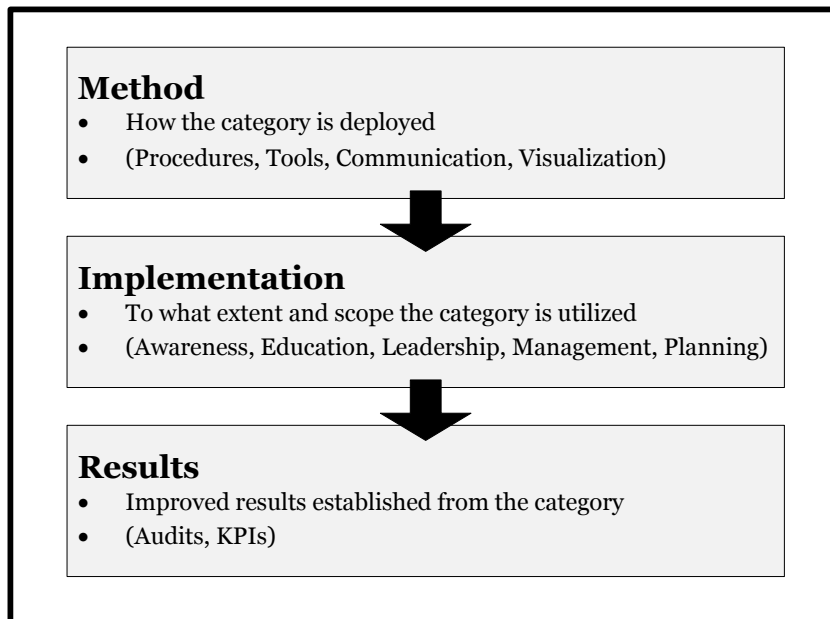 Method
• How the category is deployed
• (Procedures, Tools, Communication, Visualization)
Implementation
• To what extent and scope the category is utilized
• (Awareness, Education, Leadership, Management, Planning)
Results
• Improved results established from the category
• (Audits, KPIs)